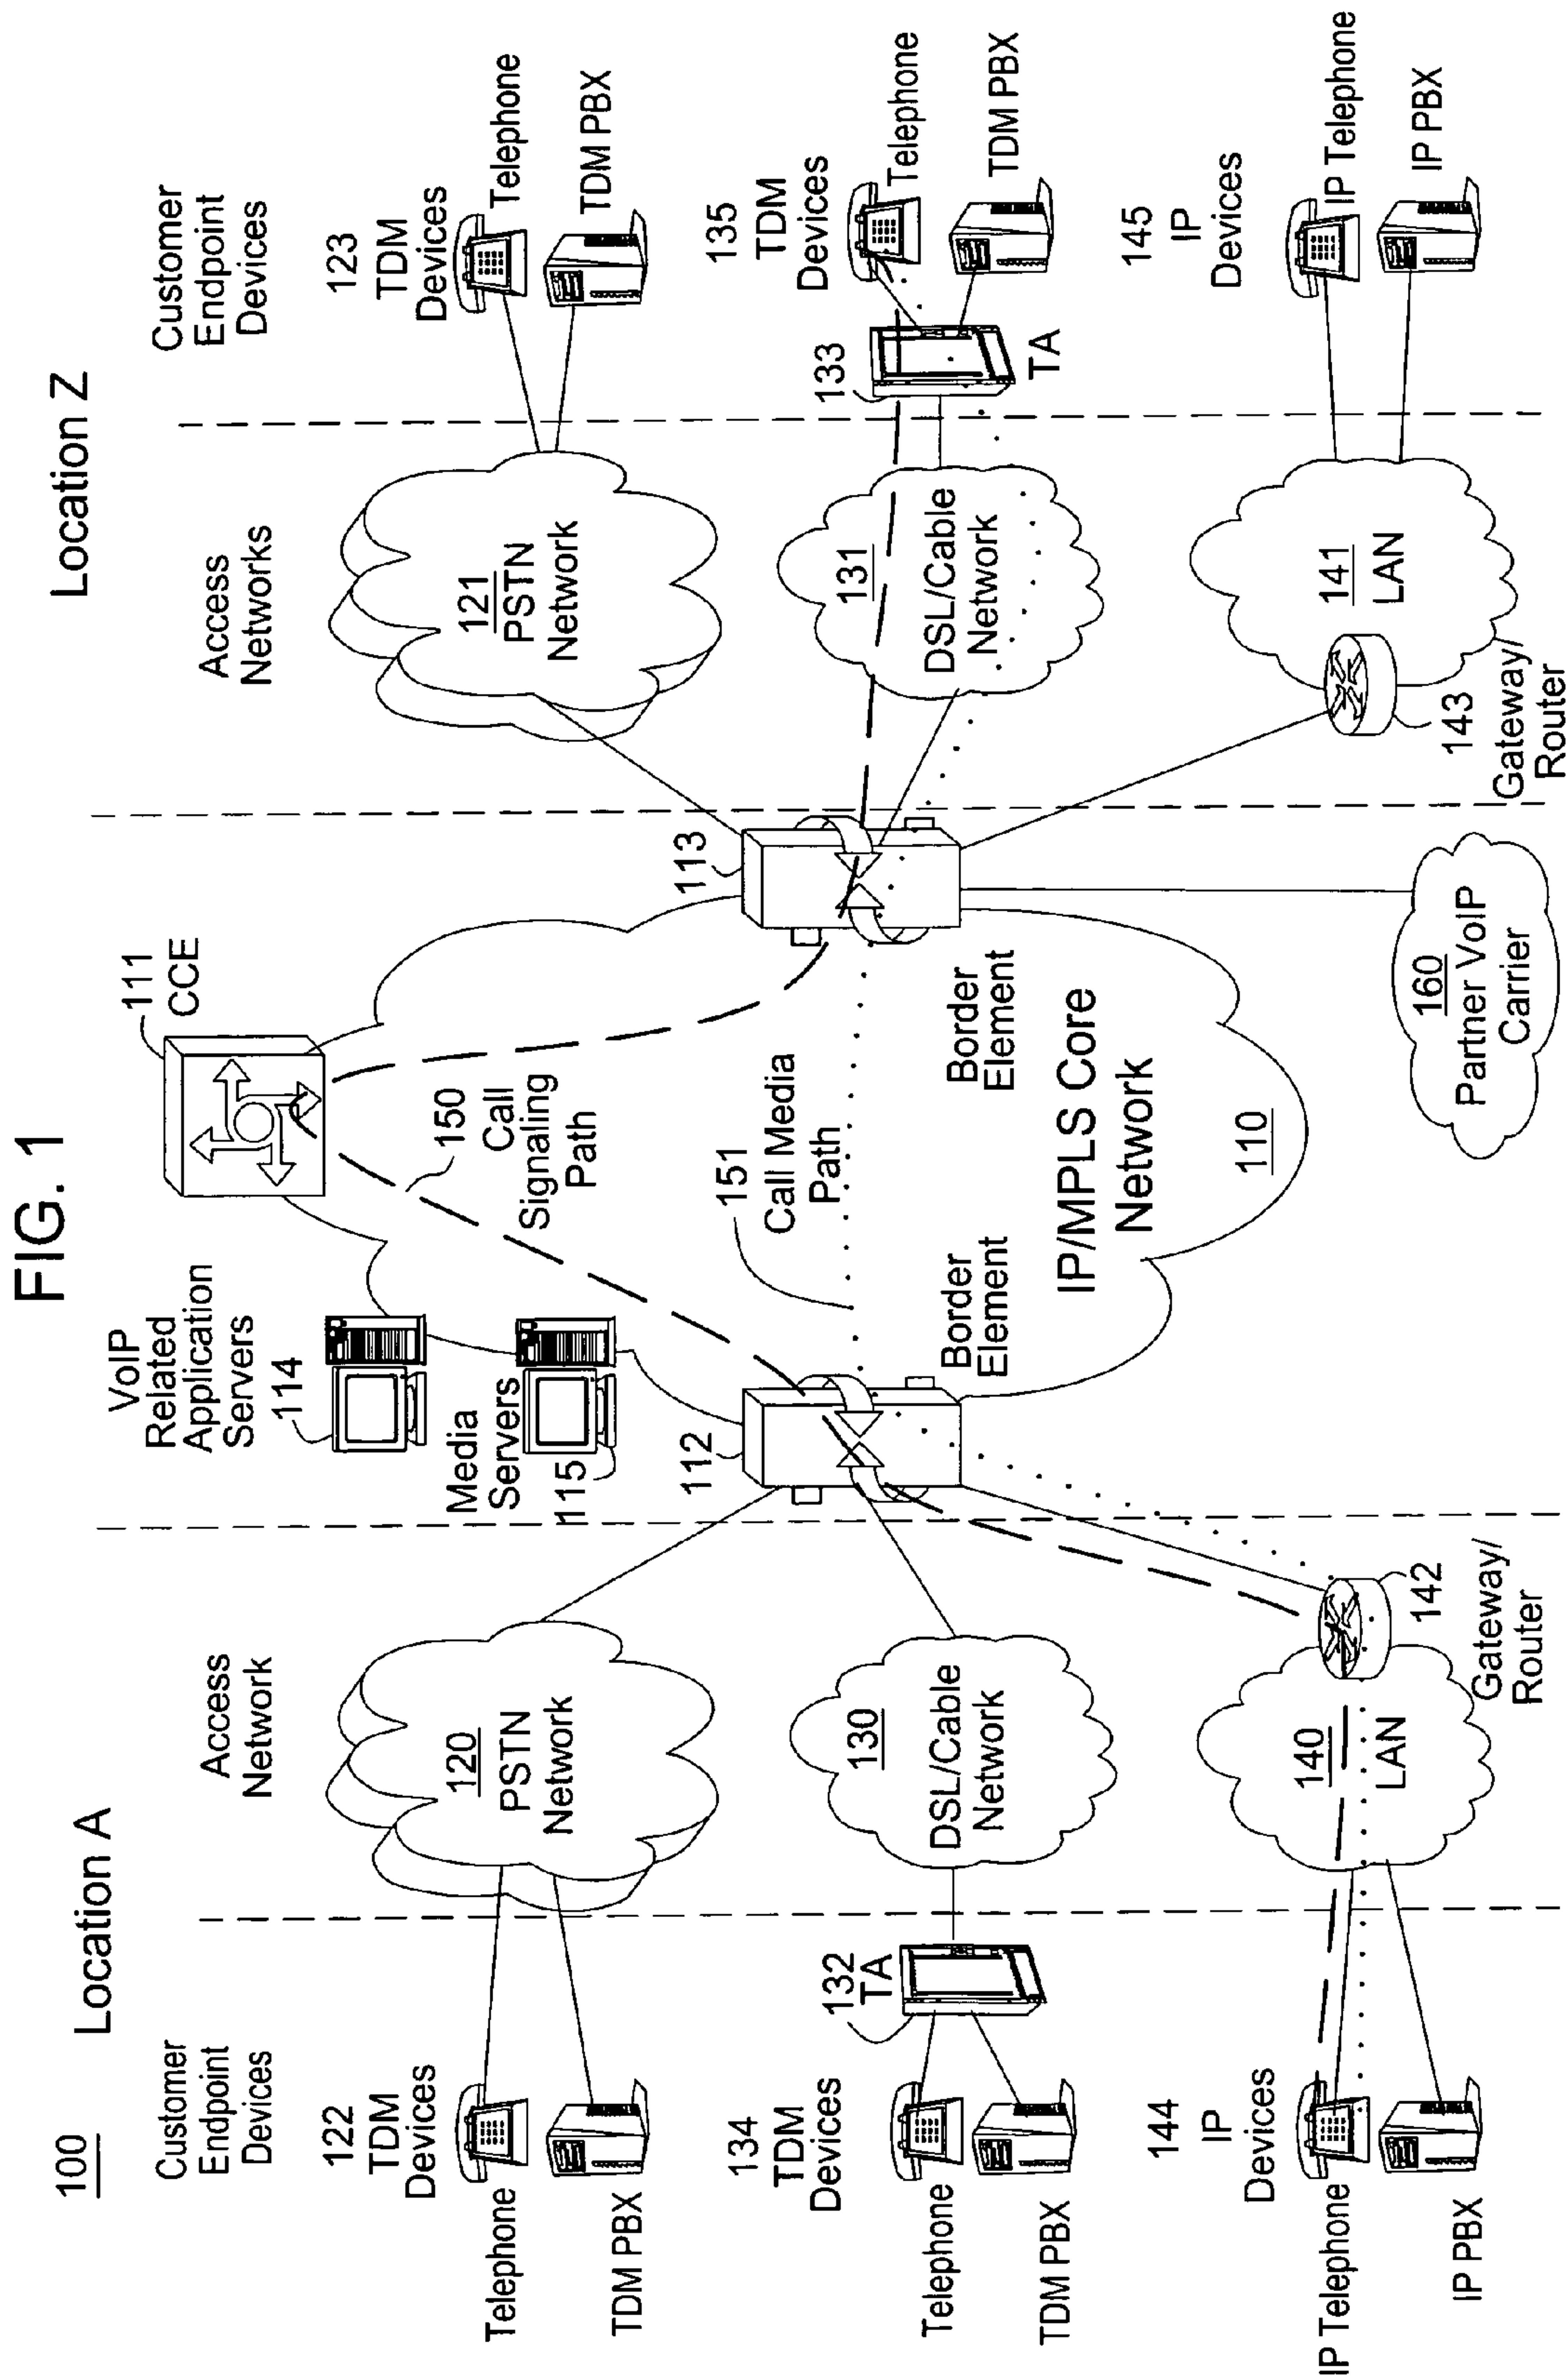 FIG. 1
100
Location A
Location Z
Customer
Endpoint
Devices
Access
Network
VoIP
Related
Application
Servers
114
Media
Servers
115
111
CCE
Access
Networks
Customer
Endpoint
Devices
122
TDM
Devices
Telephone
TDM PBX
120
PSTN
Network
112
150
Call
Signaling
Path
151
Call Media
Path
113
121
PSTN
Network
123
TDM
Devices
Telephone
TDM PBX
134
TDM
Devices
Telephone
TDM PBX
132
TA
130
DSL/Cable
Network
Border
Element
Border
Element
IP/MPLS Core
Network
110
131
DSL/Cable
Network
133
TA
135
TDM
Devices
Telephone
TDM PBX
144
IP
Devices
IP Telephone
IP PBX
140
LAN
142
Gateway/
Router
160
Partner VoIP
Carrier
143
Gateway/
Router
141
LAN
145
IP
Devices
IP Telephone
IP PBX